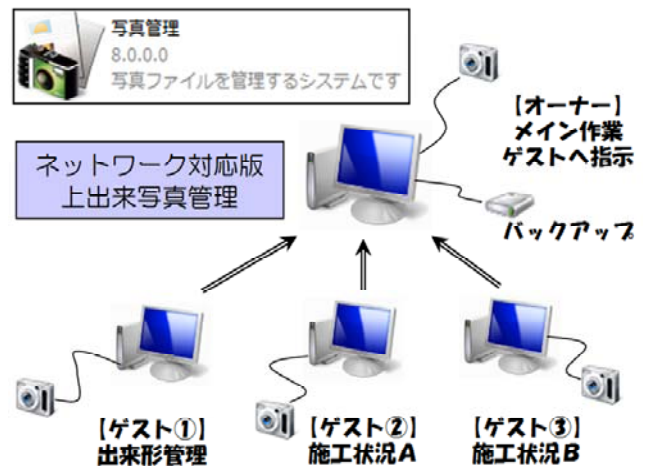 写真管理
8.0.0.0
写真ファイルを管理するシステムです
【オーナー】
メイン作業
ゲストへ指示
ネットワーク対応版
上出来写真管理
バックアップ
【ゲスト①】
出来形管理
【ゲスト②】
施工状況A
【ゲスト③】
施工状況B